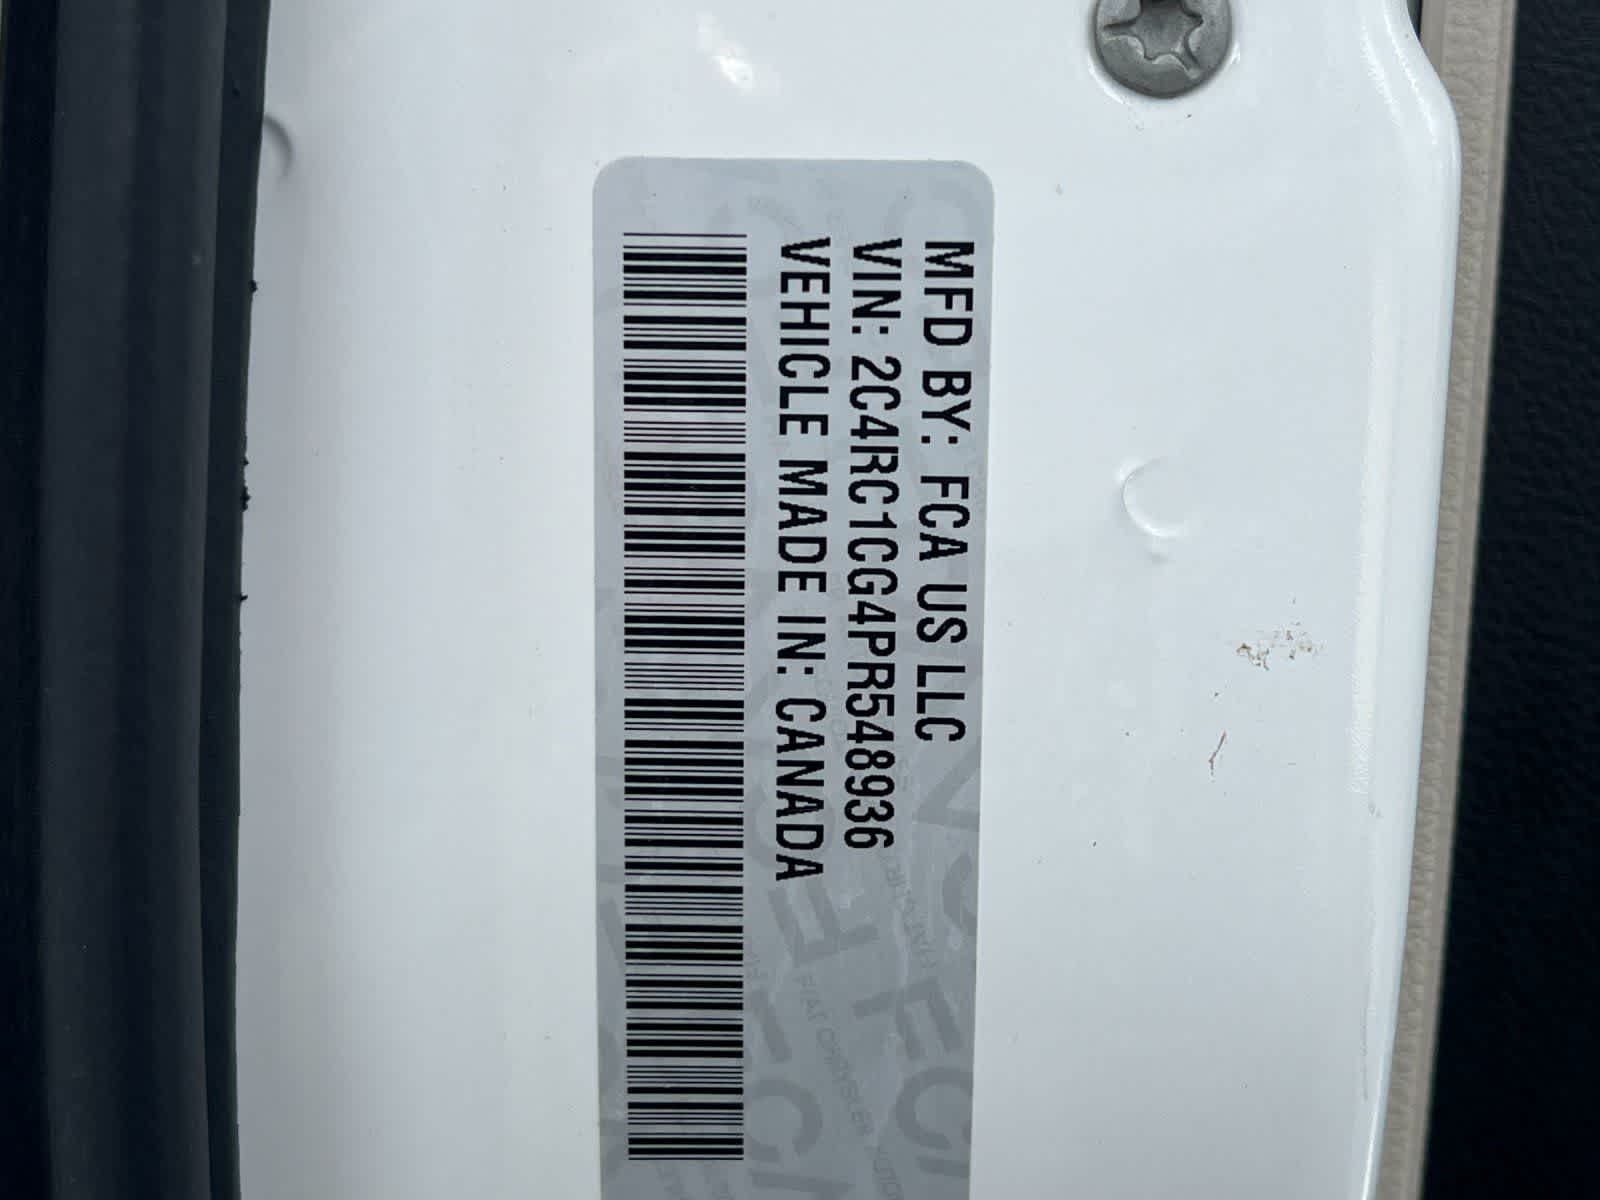 MFD BY: FCA US LLC
VIN: 2C4RC1CG4PR548936
VEHICLE MADE IN: CANADA